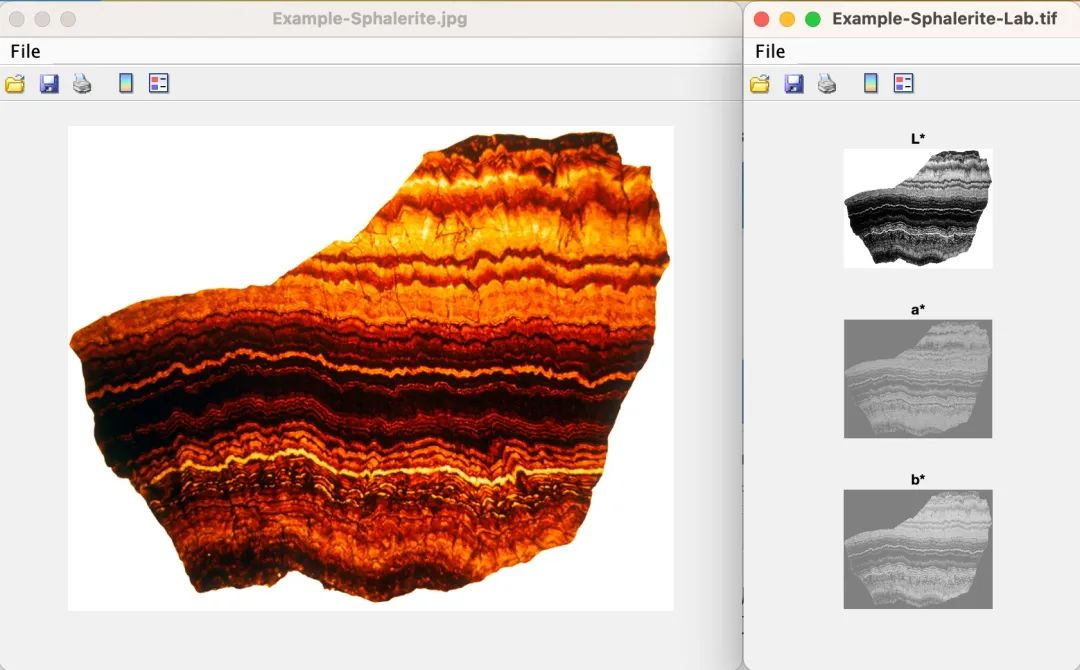 Example-Sphalerite.jpg
File
Example-Sphalerite-Lab.tif
File
L*
a*
b*